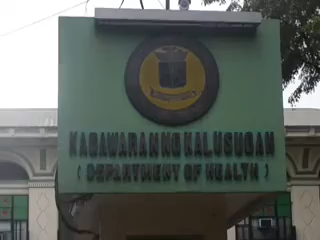 KAGAWARAN NG KALUSUGAN
( DEPARTMENT OF HEALTH )